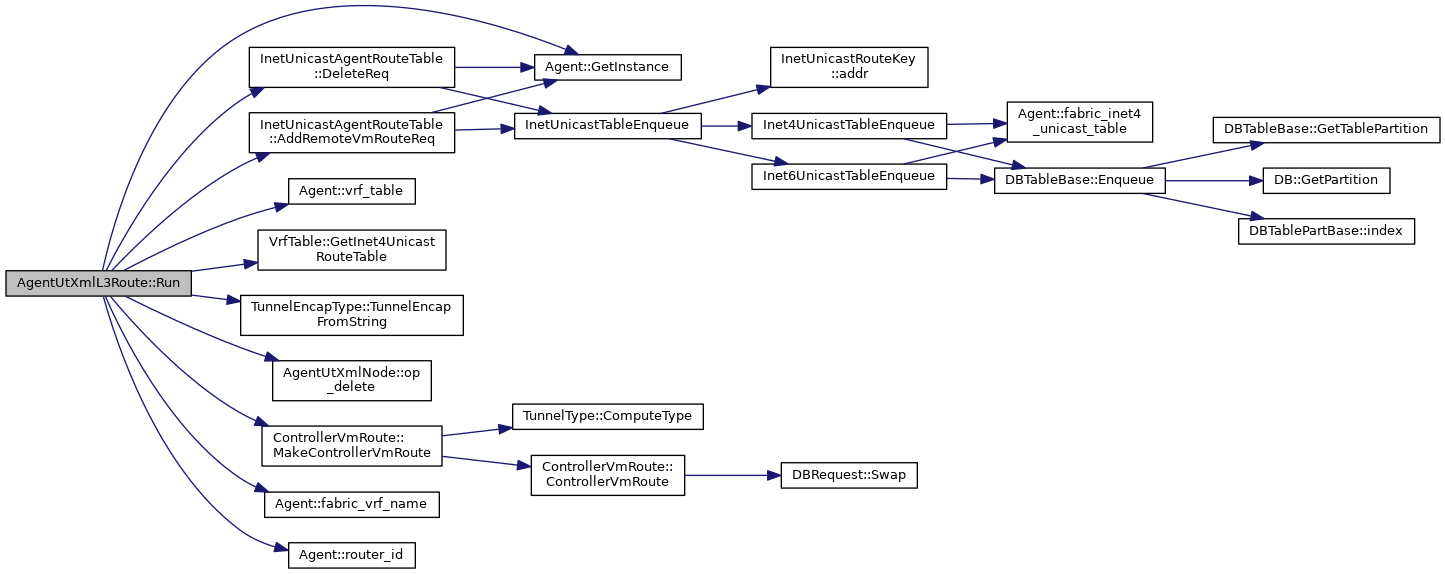 AgentUtXmlL3Route::Run
InetUnicastAgentRouteTable
::DeleteReq
InetUnicastAgentRouteTable
::AddRemoteVmRouteReq
Agent::vrf_table
VrfTable::GetInet4Unicast
RouteTable
TunnelEncapType::TunnelEncap
FromString
AgentUtXmlNode::op
_delete
ControllerVmRoute::
MakeControllerVmRoute
Agent::fabric_vrf_name
Agent::router_id
Agent::GetInstance
InetUnicastTableEnqueue
TunnelType::ComputeType
ControllerVmRoute::
ControllerVmRoute
InetUnicastRouteKey
::addr
Inet4UnicastTableEnqueue
Inet6UnicastTableEnqueue
DBRequest::Swap
Agent::fabric_inet4
_unicast_table
DBTableBase::Enqueue
DBTableBase::GetTablePartition
DB::GetPartition
DBTablePartBase::index